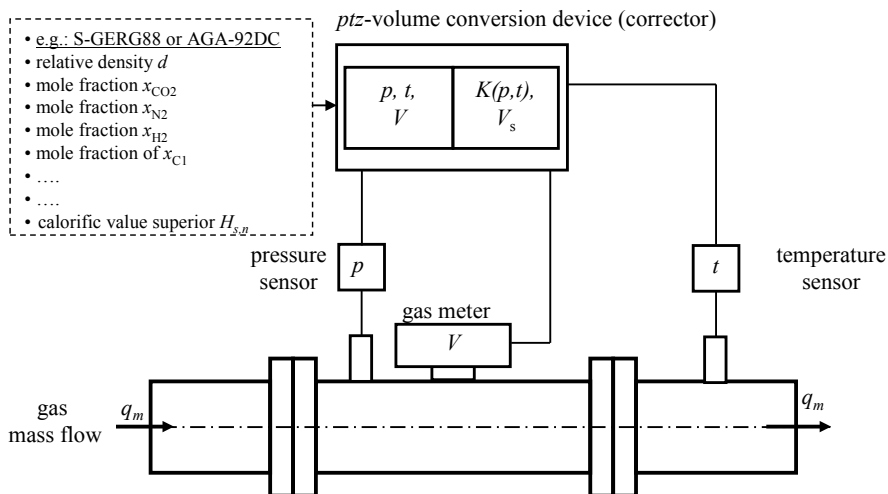 ptz-volume conversion device (corrector)
• e.g.: S-GERG88 or AGA-92DC
• relative density d
• mole fraction xCO2
• mole fraction xN2
• mole fraction xH2
• mole fraction of xC1
• ....
• ....
• calorific value superior Hs,n
p, t,
V
K(p,t),
Vs
pressure
sensor
p
t
temperature
sensor
gas meter
V
gas
mass flow
qm
qm